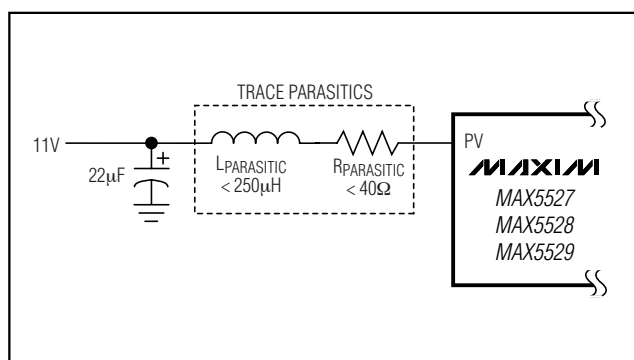 TRACE PARASITICS
11V
+
22µF
LPARASITIC
< 250µH
RPARASITIC
< 40Ω
PV
MAXIM
MAX5527
MAX5528
MAX5529